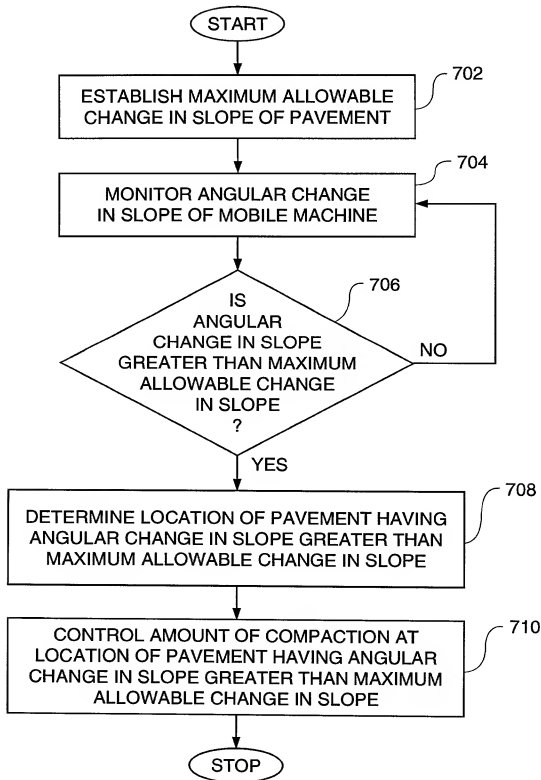 START
702
ESTABLISH MAXIMUM ALLOWABLE
CHANGE IN SLOPE OF PAVEMENT
704
MONITOR ANGULAR CHANGE
IN SLOPE OF MOBILE MACHINE
706
IS
ANGULAR
CHANGE IN SLOPE
GREATER THAN MAXIMUM
ALLOWABLE CHANGE
IN SLOPE
?
NO
YES
708
DETERMINE LOCATION OF PAVEMENT HAVING
ANGULAR CHANGE IN SLOPE GREATER THAN
MAXIMUM ALLOWABLE CHANGE IN SLOPE
710
CONTROL AMOUNT OF COMPACTION AT
LOCATION OF PAVEMENT HAVING ANGULAR
CHANGE IN SLOPE GREATER THAN MAXIMUM
ALLOWABLE CHANGE IN SLOPE
STOP